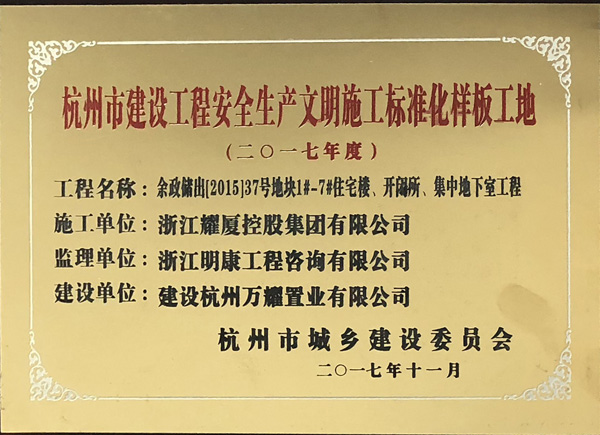 杭州市建设工程安全生产文明施工标准化样板工地
(二〇一七年度)
工程名称：余政储出[2015]37号地块1#-7#住宅楼、开闭所、集中地下室工程
施工单位：浙江耀厦控股集团有限公司
监理单位：浙江明康工程咨询有限公司
建设单位：建设杭州万耀置业有限公司
杭州市城乡建设委员会
二〇一七年十一月